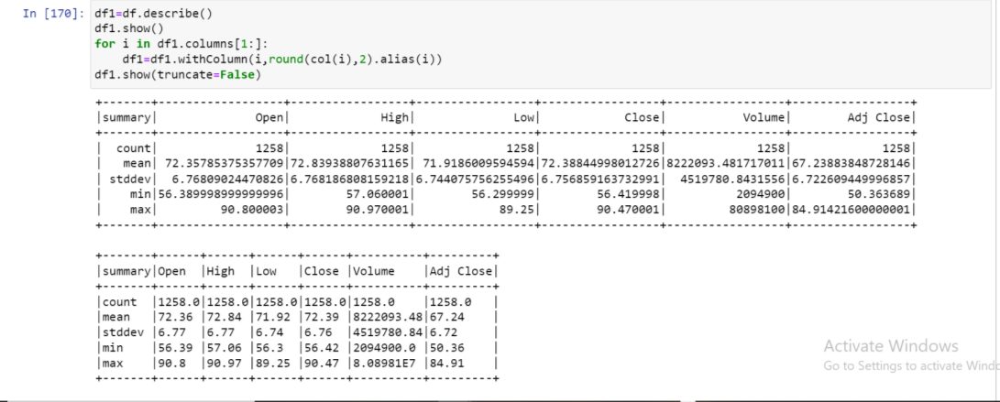 In [170]: df1=df.describe()
df1.show()
for i in df1.columns[1:]:
    df1=df1.withColumn(i,round(col(i),2).alias(i))
df1.show(truncate=False)
+-------+------------------+-----------------+-----------------+-----------------+-----------------+-----------------+
|summary|              Open|             High|              Low|            Close|           Volume|        Adj Close|
+-------+------------------+-----------------+-----------------+-----------------+-----------------+-----------------+
|  count|              1258|             1258|             1258|             1258|             1258|             1258|
|   mean| 72.35785375357709|72.83938807631165| 71.9186009594594|72.38844998012726|8222093.481717011|67.23883848728146|
| stddev|  6.76809024470826|6.768186808159218|6.744075756255496|6.756859163732991|  4519780.8431556|6.722609449996857|
|    min|56.389998999999996|        57.060001|        56.299999|        56.419998|          2094900|        50.363689|
|    max|         90.800003|        90.970001|            89.25|        90.470001|         80898100|84.91421600000001|
+-------+------------------+-----------------+-----------------+-----------------+-----------------+-----------------+
+-------+------+------+------+------+----------+---------+
|summary|Open  |High  |Low   |Close |Volume    |Adj Close|
+-------+------+------+------+------+----------+---------+
|count  |1258.0|1258.0|1258.0|1258.0|1258.0    |1258.0   |
|mean   |72.36 |72.84 |71.92 |72.39 |8222093.48|67.24    |
|stddev |6.77  |6.77  |6.74  |6.76  |4519780.84|6.72     |
|min    |56.39 |57.06 |56.3  |56.42 |2094900.0 |50.36    |
|max    |90.8  |90.97 |89.25 |90.47 |8.08981E7 |84.91    |
+-------+------+------+------+------+----------+---------+
Activate Windows
Go to Settings to activate Wind